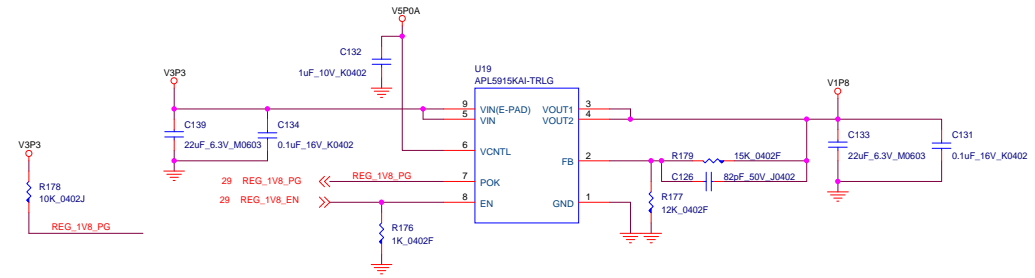 V5P0A
C132
1uF_10V_K0402
U19
APL5915KAI-TRLG
V3P3
V1P8
9 VIN(E-PAD) VOUT1 3
5 VIN VOUT2 4
C139
22uF_6.3V_M0603
C134
0.1uF_16V_K0402
C133
22uF_6.3V_M0603
C131
0.1uF_16V_K0402
V3P3
6 VCNTL
FB 2
R179 15K_0402F
C126 82pF_50V_J0402
R178
10K_0402J
29 REG_1V8_PG REG_1V8_PG 7 POK
R177
12K_0402F
29 REG_1V8_EN 8 EN GND 1
REG_1V8_PG
R176
1K_0402F